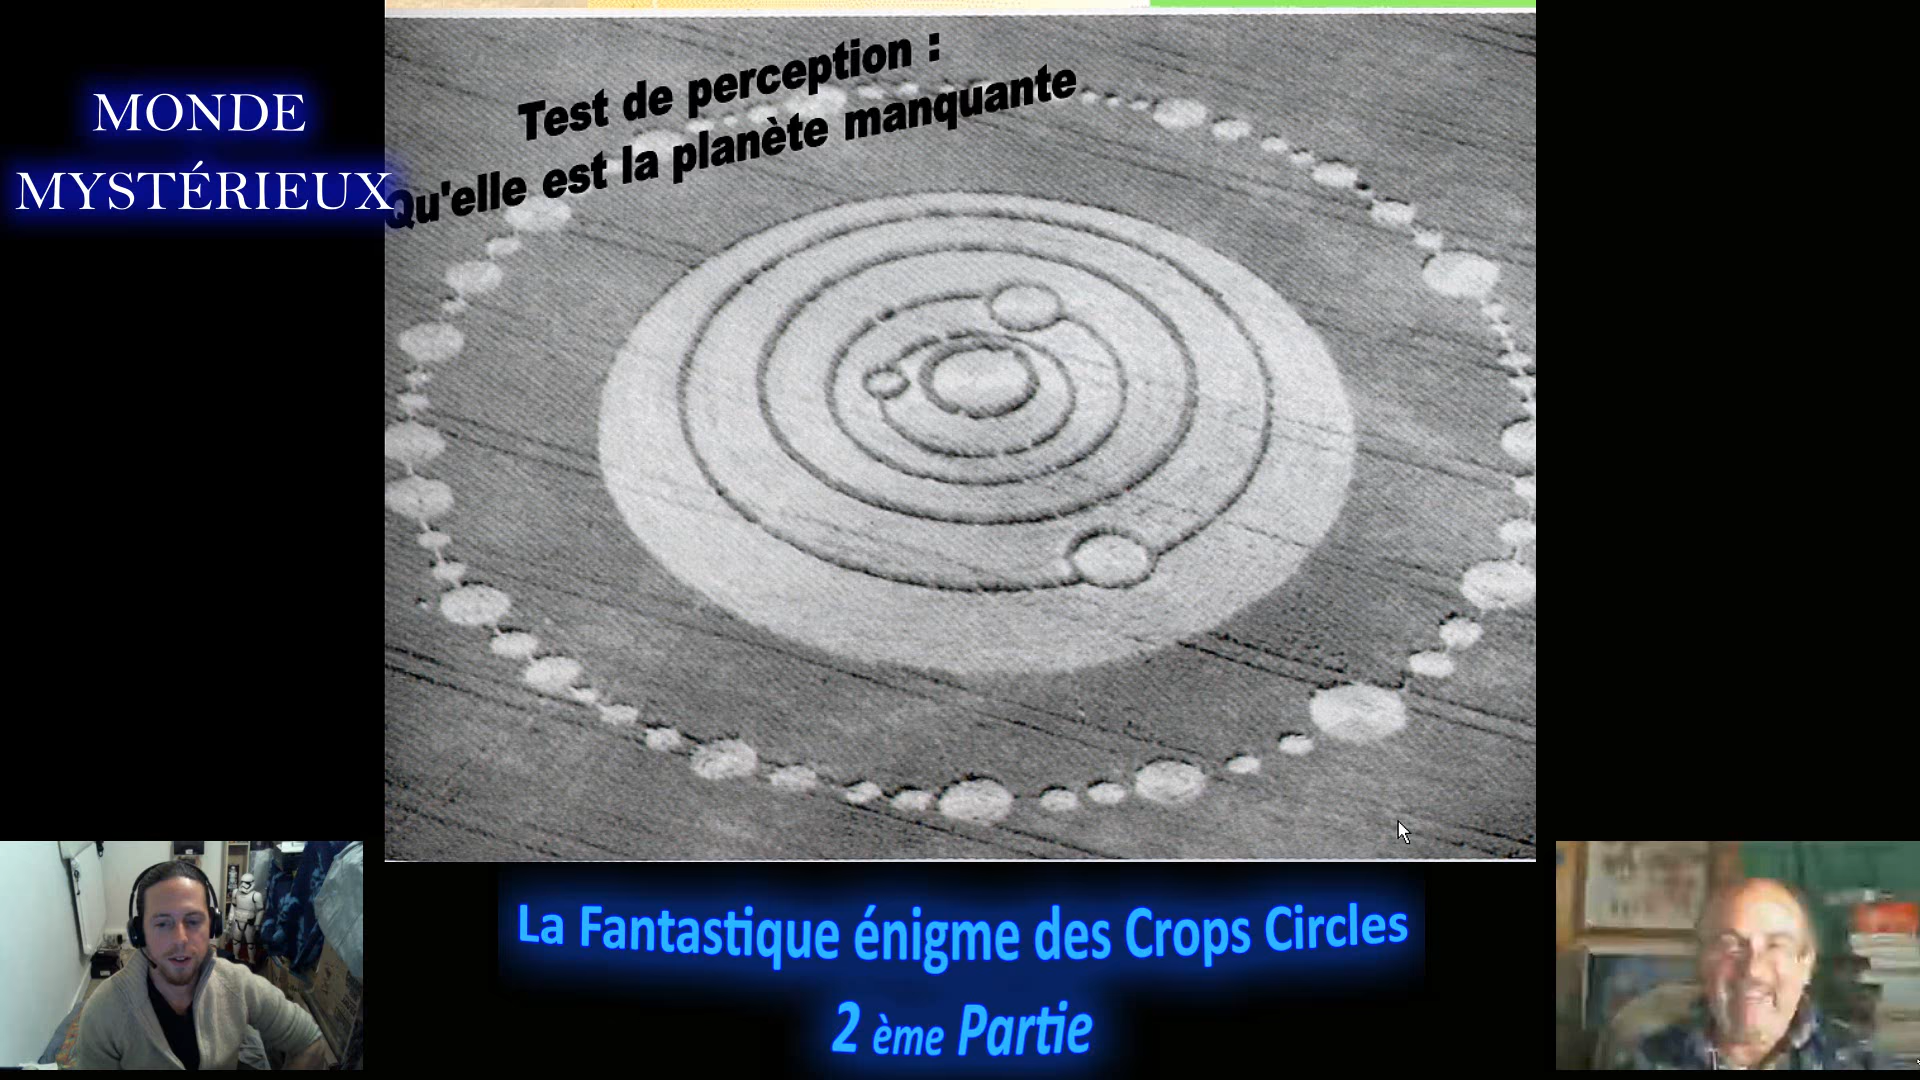 MONDE
MYSTÉRIEUX
Test de perception :
Qu'elle est la planète manquante
La Fantastique énigme des Crops Circles
2 ème Partie